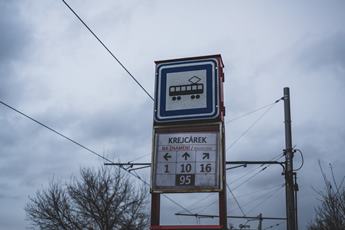 KREJCÁREK
NA ZNAMENÍ /
← ↑ ↗
1 10 16
95